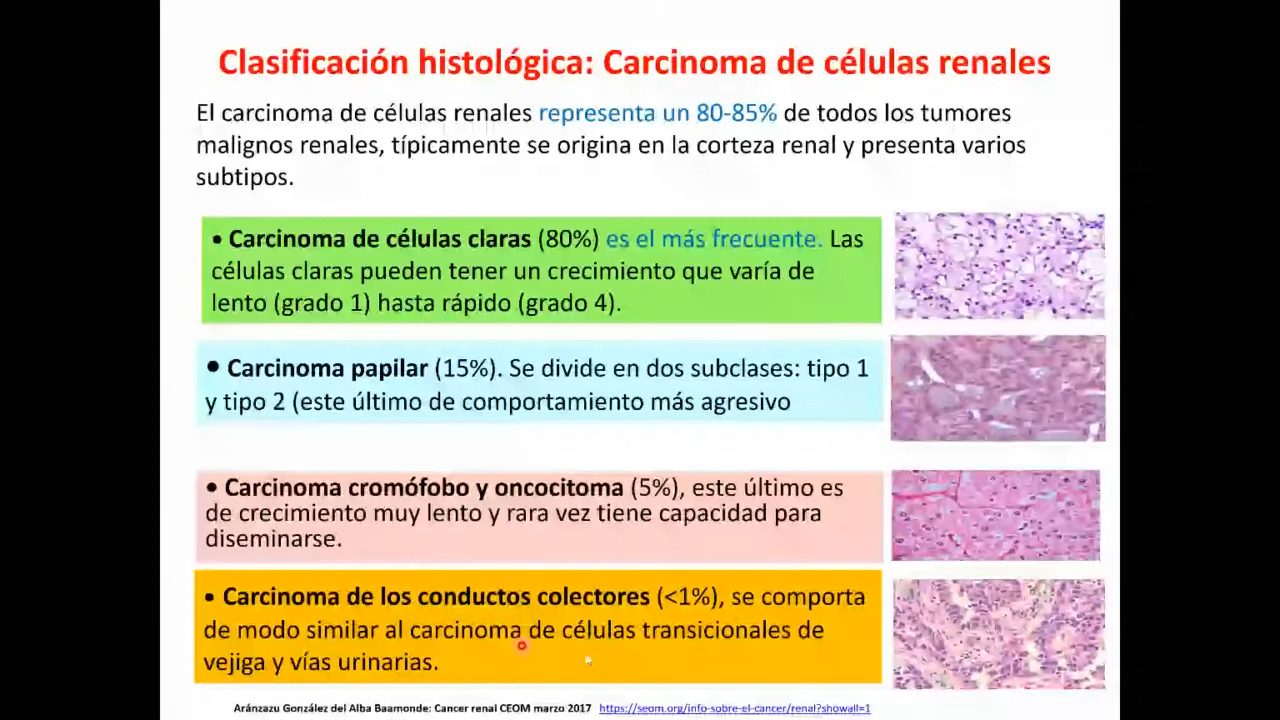 Clasificación histológica: Carcinoma de células renales
El carcinoma de células renales representa un 80-85% de todos los tumores
malignos renales, típicamente se origina en la corteza renal y presenta varios
subtipos.
• Carcinoma de células claras (80%) es el más frecuente. Las
células claras pueden tener un crecimiento que varía de
lento (grado 1) hasta rápido (grado 4).
• Carcinoma papilar (15%). Se divide en dos subclases: tipo 1
y tipo 2 (este último de comportamiento más agresivo
• Carcinoma cromófobo y oncocitoma (5%), este último es
de crecimiento muy lento y rara vez tiene capacidad para
diseminarse.
• Carcinoma de los conductos colectores (<1%), se comporta
de modo similar al carcinoma de células transicionales de
vejiga y vías urinarias.
Aránzazu González del Alba Baamonde: Cancer renal CEOM marzo 2017 https://seom.org/info-sobre-el-cancer/renal?showall=1